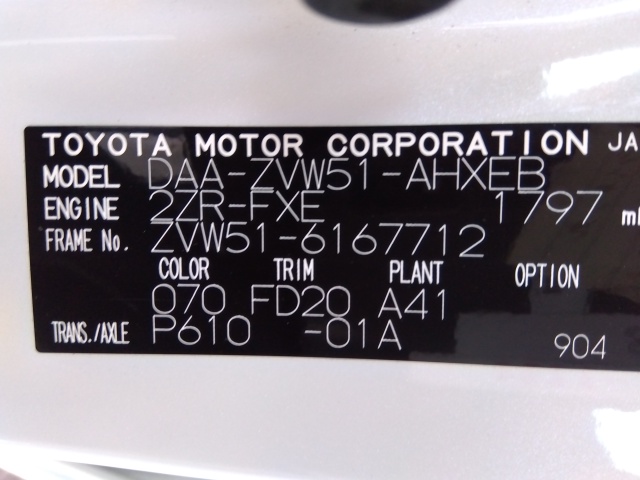 TOYOTA MOTOR CORPORATION JA
MODEL DAA-ZVW51-AHXEB
ENGINE 2ZR-FXE 1797 ml
FRAME No. ZVW51-6167712
COLOR TRIM PLANT OPTION
070 FD20 A41
TRANS./AXLE P610 -01A 904